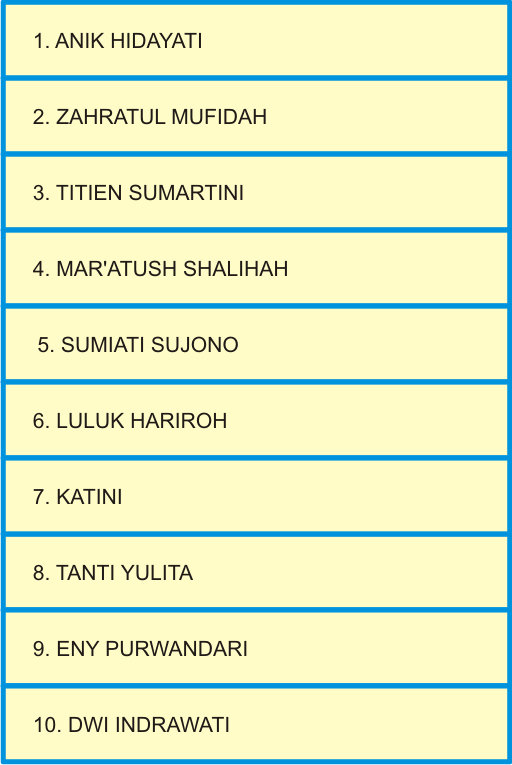 1. ANIK HIDAYATI
2. ZAHRATUL MUFIDAH
3. TITIEN SUMARTINI
4. MAR'ATUSH SHALIHAH
5. SUMIATI SUJONO
6. LULUK HARIROH
7. KATINI
8. TANTI YULITA
9. ENY PURWANDARI
10. DWI INDRAWATI